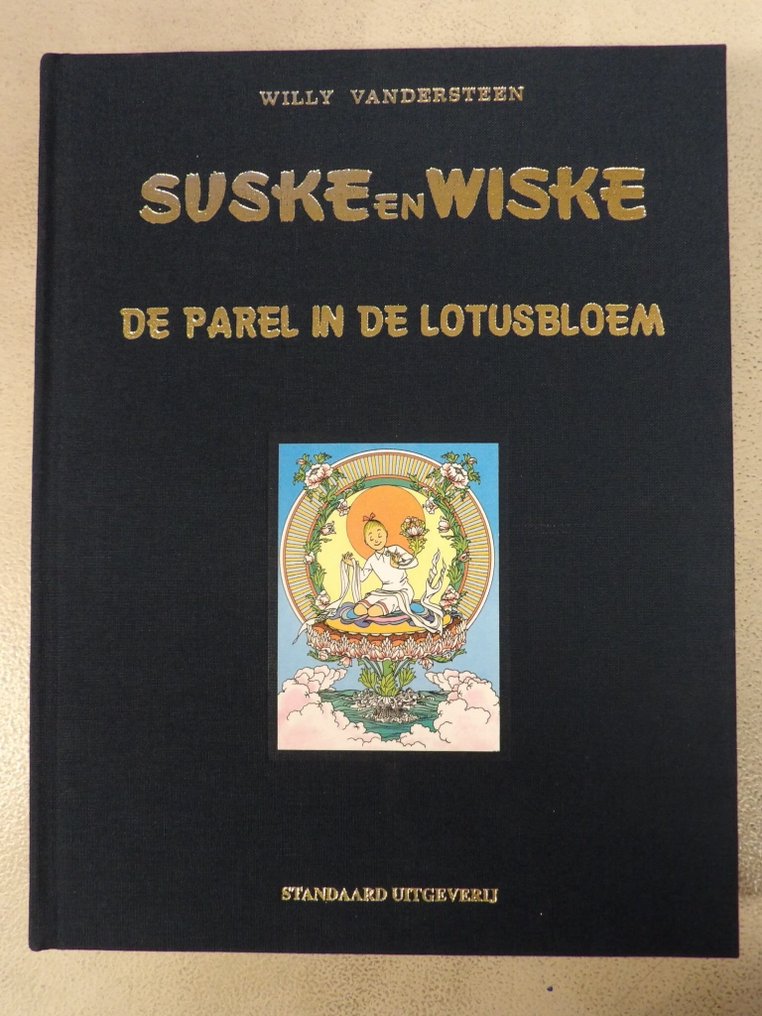 WILLY VANDERSTEEN
SUSKE EN WISKE
DE PAREL IN DE LOTUSBLOEM
STANDAARD UITGEVERIJ